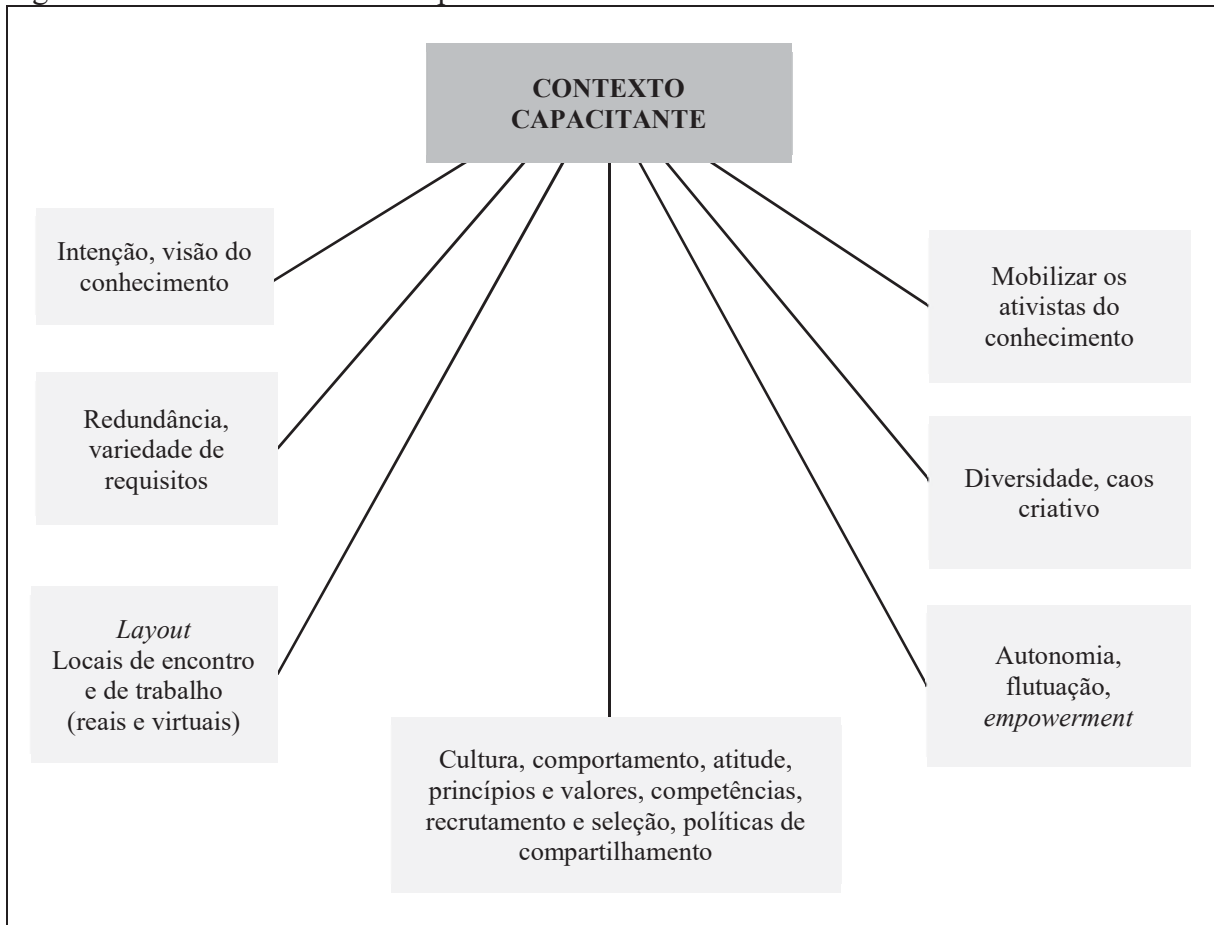 CONTEXTO
CAPACITANTE
Intenção, visão do
conhecimento
Redundância,
variedade de
requisitos
Layout
Locais de encontro
e de trabalho
(reais e virtuais)
Cultura, comportamento, atitude,
princípios e valores, competências,
recrutamento e seleção, políticas de
compartilhamento
Mobilizar os
ativistas do
conhecimento
Diversidade, caos
criativo
Autonomia,
flutuação,
empowerment